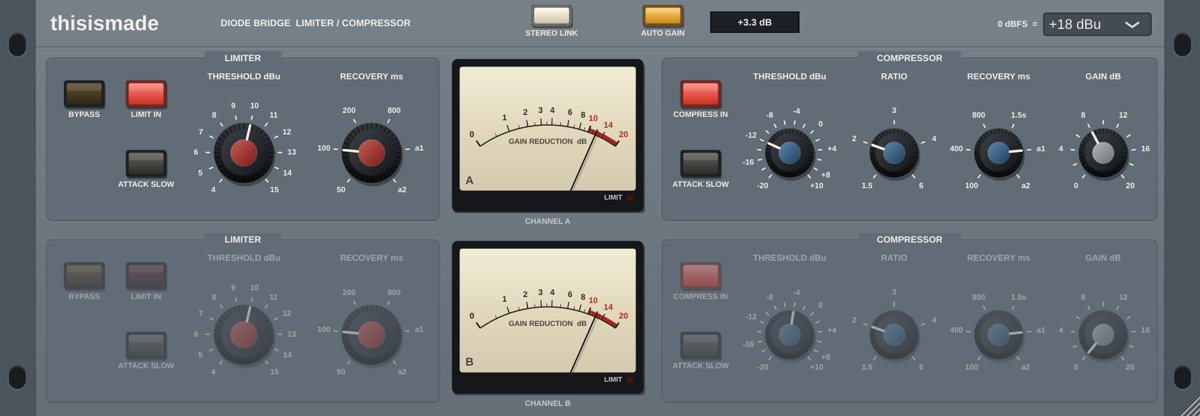 thisismade
DIODE BRIDGE LIMITER / COMPRESSOR
STEREO LINK
AUTO GAIN
+3.3 dB
0 dBFS =
+18 dBu
LIMITER
BYPASS
LIMIT IN
ATTACK SLOW
THRESHOLD dBu
4 5 6 7 8 9 10 11 12 13 14 15
RECOVERY ms
50 100 200 800 a1 a2
0 1 2 3 4 6 8 10 14 20
GAIN REDUCTION dB
A
LIMIT
CHANNEL A
COMPRESSOR
COMPRESS IN
ATTACK SLOW
THRESHOLD dBu
-20 -16 -12 -8 -4 0 +4 +8 +10
RATIO
1.5 2 3 4 6
RECOVERY ms
100 400 800 1.5s a1 a2
GAIN dB
0 4 8 12 16 20
LIMITER
BYPASS
LIMIT IN
ATTACK SLOW
THRESHOLD dBu
4 5 6 7 8 9 10 11 12 13 14 15
RECOVERY ms
50 100 200 800 a1 a2
0 1 2 3 4 6 8 10 14 20
GAIN REDUCTION dB
B
LIMIT
CHANNEL B
COMPRESSOR
COMPRESS IN
ATTACK SLOW
THRESHOLD dBu
-20 -16 -12 -8 -4 0 +4 +8 +10
RATIO
1.5 2 3 4 6
RECOVERY ms
100 400 800 1.5s a1 a2
GAIN dB
0 4 8 12 16 20